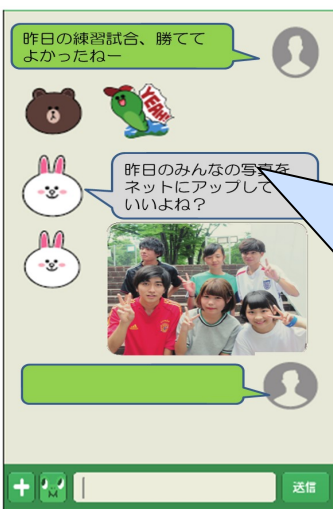 昨日の練習試合、勝てて
よかったねー
YEAH!
昨日のみんなの写真を
ネットにアップして
いいよね？
送信